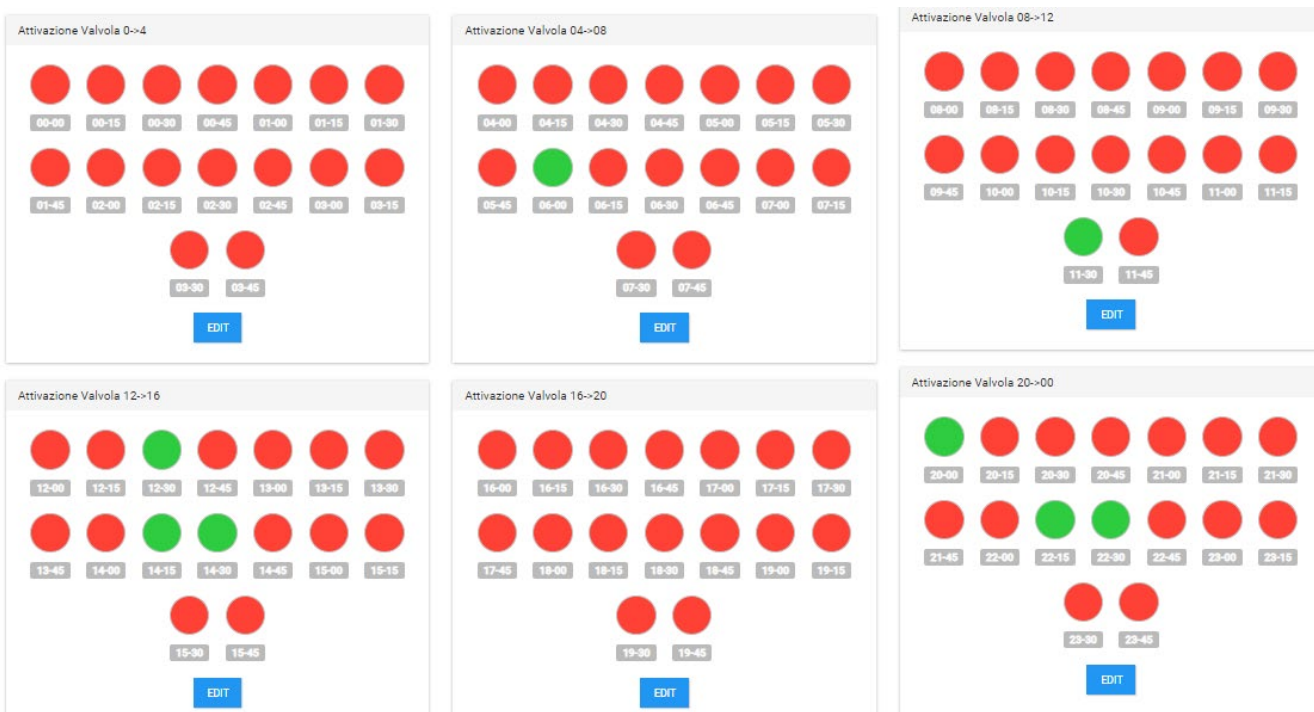 Attivazione Valvola 0->4
00-00 00-15 00-30 00-45 01-00 01-15 01-30
01-45 02-00 02-15 02-30 02-45 03-00 03-15
03-30 03-45
EDIT
Attivazione Valvola 04->08
04-00 04-15 04-30 04-45 05-00 05-15 05-30
05-45 06-00 06-15 06-30 06-45 07-00 07-15
07-30 07-45
EDIT
Attivazione Valvola 08->12
08-00 08-15 08-30 08-45 09-00 09-15 09-30
09-45 10-00 10-15 10-30 10-45 11-00 11-15
11-30 11-45
EDIT
Attivazione Valvola 12->16
12-00 12-15 12-30 12-45 13-00 13-15 13-30
13-45 14-00 14-15 14-30 14-45 15-00 15-15
15-30 15-45
EDIT
Attivazione Valvola 16->20
16-00 16-15 16-30 16-45 17-00 17-15 17-30
17-45 18-00 18-15 18-30 18-45 19-00 19-15
19-30 19-45
EDIT
Attivazione Valvola 20->00
20-00 20-15 20-30 20-45 21-00 21-15 21-30
21-45 22-00 22-15 22-30 22-45 23-00 23-15
23-30 23-45
EDIT